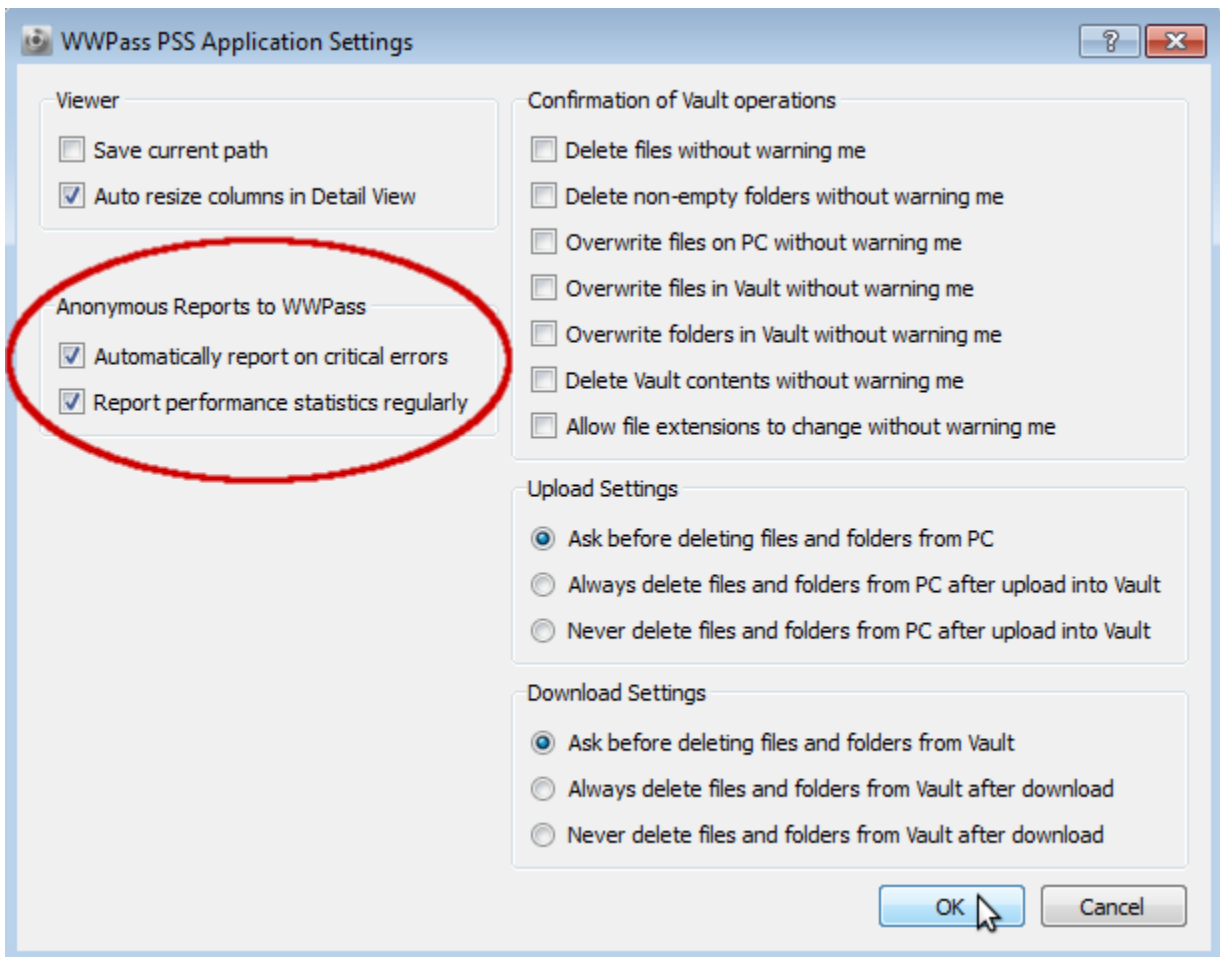 WWPass PSS Application Settings
Viewer
Save current path
Auto resize columns in Detail View
Anonymous Reports to WWPass
Automatically report on critical errors
Report performance statistics regularly
Confirmation of Vault operations
Delete files without warning me
Delete non-empty folders without warning me
Overwrite files on PC without warning me
Overwrite files in Vault without warning me
Overwrite folders in Vault without warning me
Delete Vault contents without warning me
Allow file extensions to change without warning me
Upload Settings
Ask before deleting files and folders from PC
Always delete files and folders from PC after upload into Vault
Never delete files and folders from PC after upload into Vault
Download Settings
Ask before deleting files and folders from Vault
Always delete files and folders from Vault after download
Never delete files and folders from Vault after download
OK
Cancel